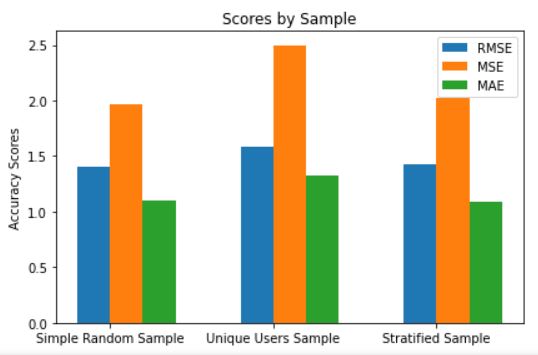 Scores by Sample
RMSE
MSE
MAE
Accuracy Scores
2.5
2.0
1.5
1.0
0.5
0.0
Simple Random Sample Unique Users Sample Stratified Sample